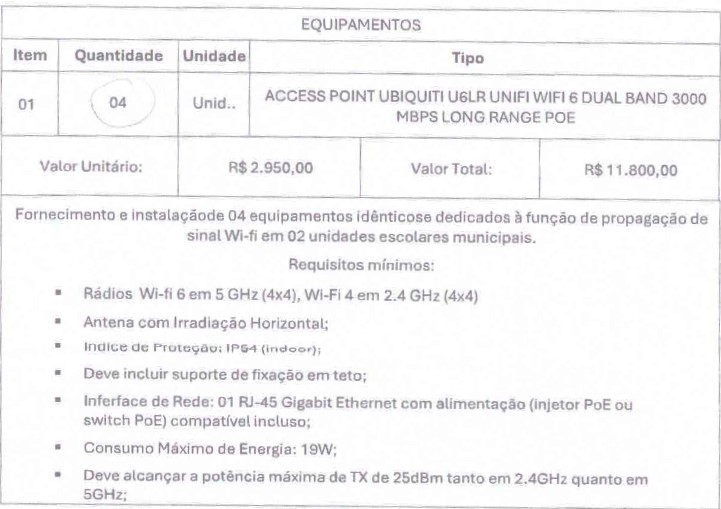 EQUIPAMENTOS
Item Quantidade Unidade Tipo
01 04 Unid.. ACCESS POINT UBIQUITI U6LR UNIFI WIFI 6 DUAL BAND 3000
MBPS LONG RANGE POE
Valor Unitário: R$ 2.950,00 Valor Total: R$ 11.800,00
Fornecimento e instalaçãode 04 equipamentos idênticose dedicados à função de propagação de
sinal Wi-fi em 02 unidades escolares municipais.
Requisitos mínimos:
▪ Rádios Wi-fi 6 em 5 GHz (4x4), Wi-Fi 4 em 2.4 GHz (4x4)
▪ Antena com Irradiação Horizontal;
▪ Indice de Proteção: IP54 (indoor);
▪ Deve incluir suporte de fixação em teto;
▪ Inferface de Rede: 01 RJ-45 Gigabit Ethernet com alimentação (injetor PoE ou
switch PoE) compatível incluso;
▪ Consumo Máximo de Energia: 19W;
▪ Deve alcançar a potência máxima de TX de 25dBm tanto em 2.4GHz quanto em
5GHz;